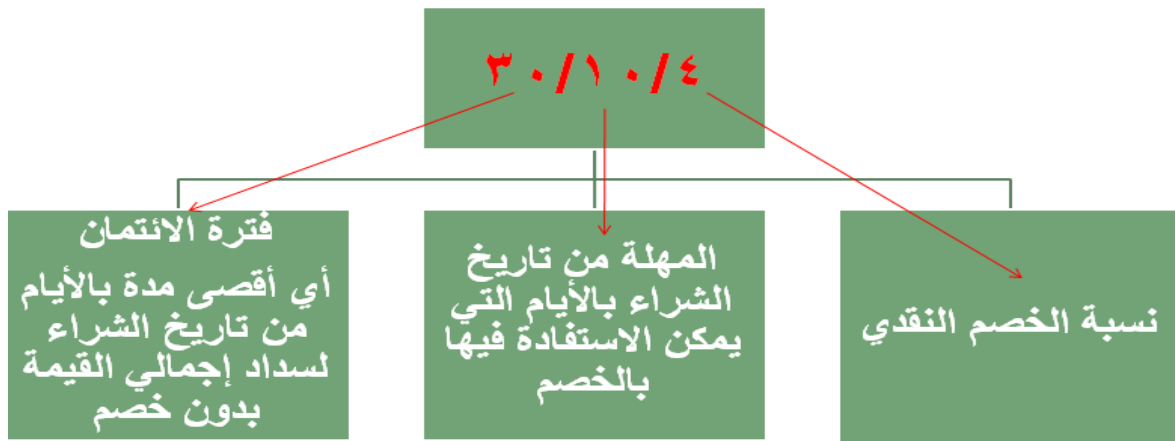 ٣٠/١٠/٤
نسبة الخصم النقدي
المهلة من تاريخ
الشراء بالأيام التي
يمكن الاستفادة فيها
بالخصم
فترة الائتمان
أي أقصى مدة بالأيام
من تاريخ الشراء
لسداد إجمالي القيمة
بدون خصم